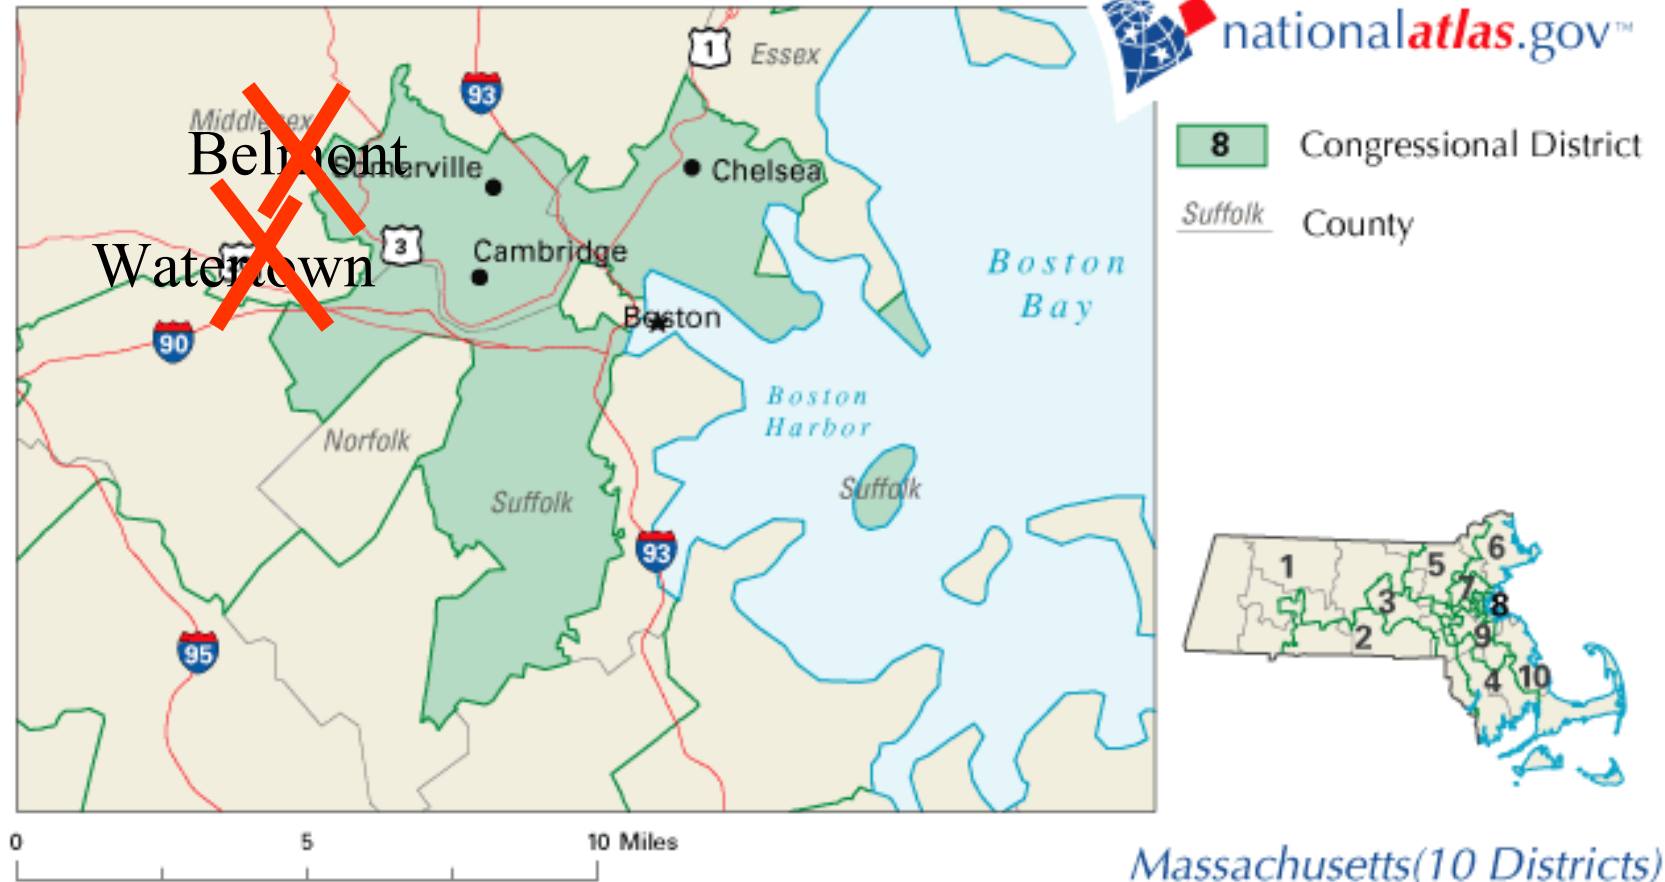 1
Essex
nationalatlas.gov™
93
Middlesex
Belmont
Somerville
Chelsea
8
Congressional District
Suffolk
County
3
Cambridge
Watertown
Boston
Bay
Boston
90
Boston
Harbor
Norfolk
Suffolk
Suffolk
93
95
1
2
3
4
5
6
7
8
9
10
0
5
10 Miles
Massachusetts(10 Districts)